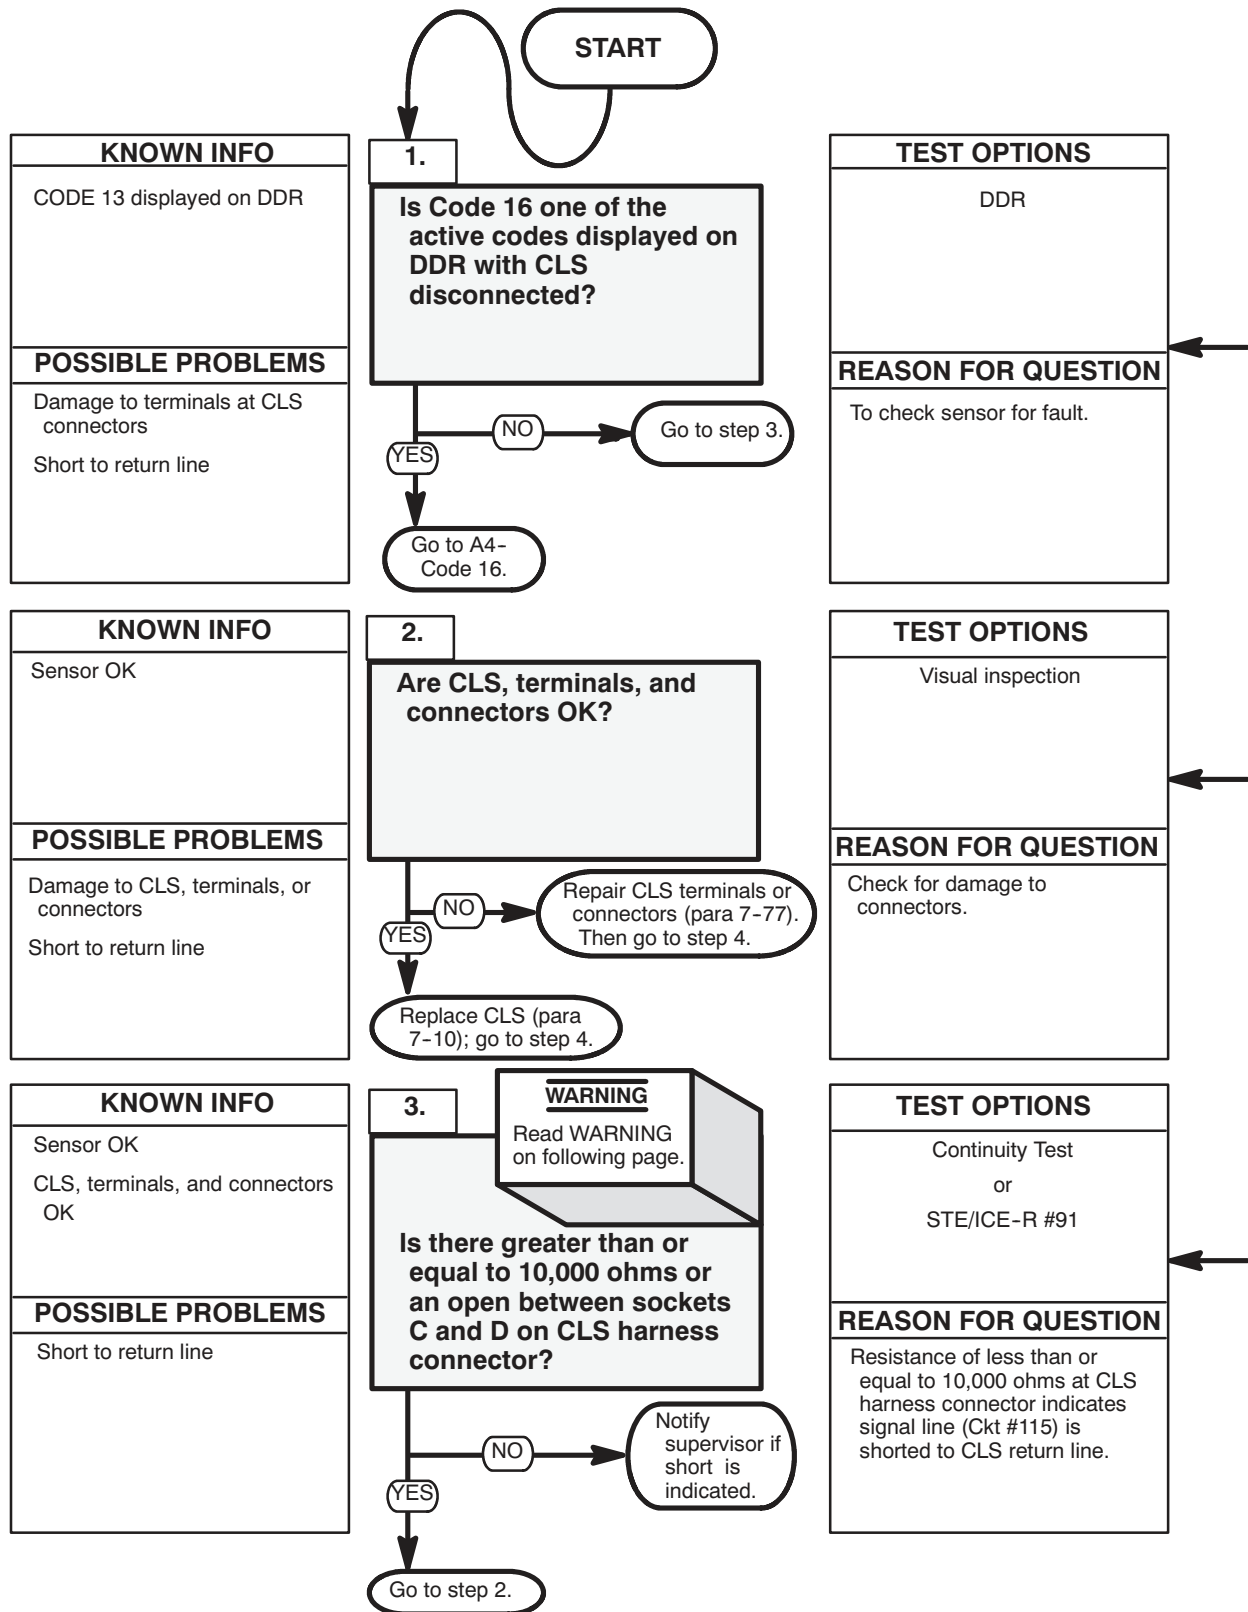 START
KNOWN INFO
CODE 13 displayed on DDR
POSSIBLE PROBLEMS
Damage to terminals at CLS
connectors
Short to return line
1.
Is Code 16 one of the
active codes displayed on
DDR with CLS
disconnected?
NO
Go to step 3.
YES
Go to A4-
Code 16.
TEST OPTIONS
DDR
REASON FOR QUESTION
To check sensor for fault.
KNOWN INFO
Sensor OK
POSSIBLE PROBLEMS
Damage to CLS, terminals, or
connectors
Short to return line
2.
Are CLS, terminals, and
connectors OK?
NO
Repair CLS terminals or
connectors (para 7-77).
Then go to step 4.
YES
Replace CLS (para
7-10); go to step 4.
TEST OPTIONS
Visual inspection
REASON FOR QUESTION
Check for damage to
connectors.
KNOWN INFO
Sensor OK
CLS, terminals, and connectors
OK
POSSIBLE PROBLEMS
Short to return line
3.
WARNING
Read WARNING
on following page.
Is there greater than or
equal to 10,000 ohms or
an open between sockets
C and D on CLS harness
connector?
NO
Notify
supervisor if
short is
indicated.
YES
Go to step 2.
TEST OPTIONS
Continuity Test
or
STE/ICE-R #91
REASON FOR QUESTION
Resistance of less than or
equal to 10,000 ohms at CLS
harness connector indicates
signal line (Ckt #115) is
shorted to CLS return line.